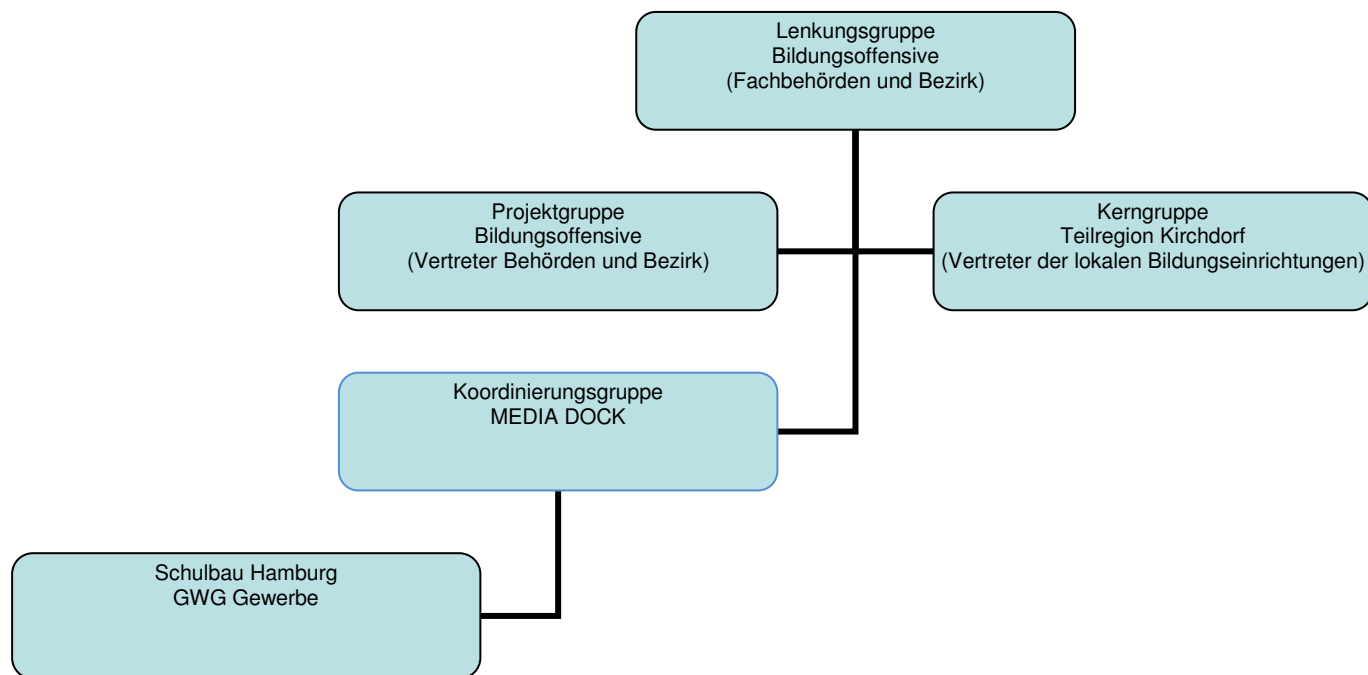 Lenkungsgruppe
Bildungsoffensive
(Fachbehörden und Bezirk)
Projektgruppe
Bildungsoffensive
(Vertreter Behörden und Bezirk)
Kerngruppe
Teilregion Kirchdorf
(Vertreter der lokalen Bildungseinrichtungen)
Koordinierungsgruppe
MEDIA DOCK
Schulbau Hamburg
GWG Gewerbe